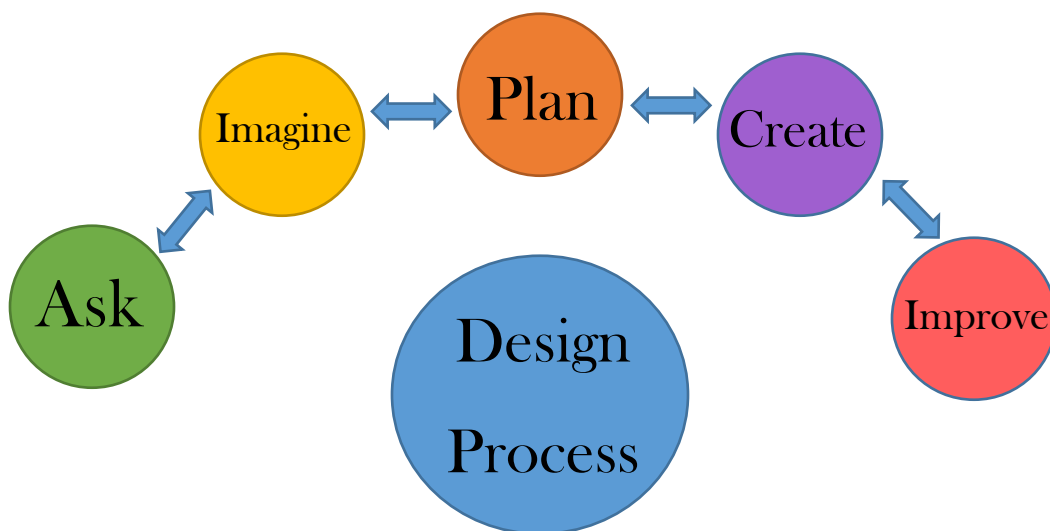 Ask
Imagine
Plan
Create
Improve
Design
Process